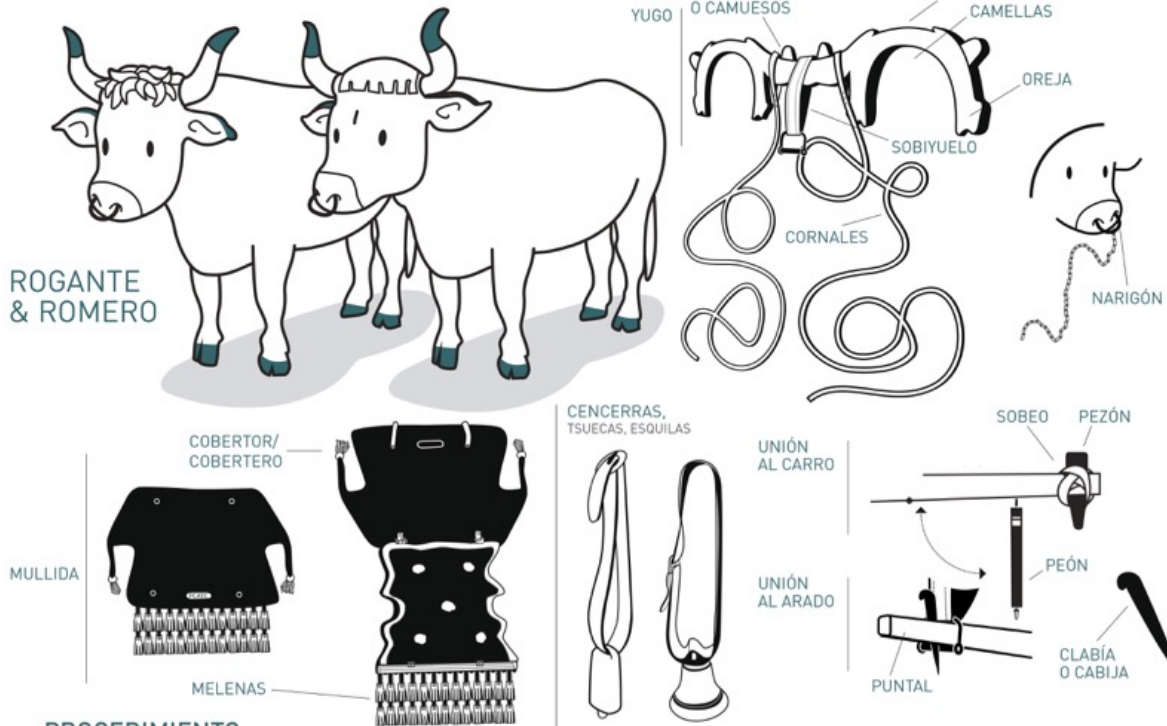 YUGO
O CAMUESOS
CAMELLAS
OREJA
SOBIYUELO
CORNALES
NARIGÓN
ROGANTE
& ROMERO
COBERTOR/
COBERTERO
MULLIDA
MELENAS
CENCERRAS,
TSUECAS, ESQUILAS
UNIÓN
AL CARRO
SOBEO
PEZÓN
PEÓN
UNIÓN
AL ARADO
PUNTAL
CLABÍA
O CABIJA
PROCEDIMIENTO